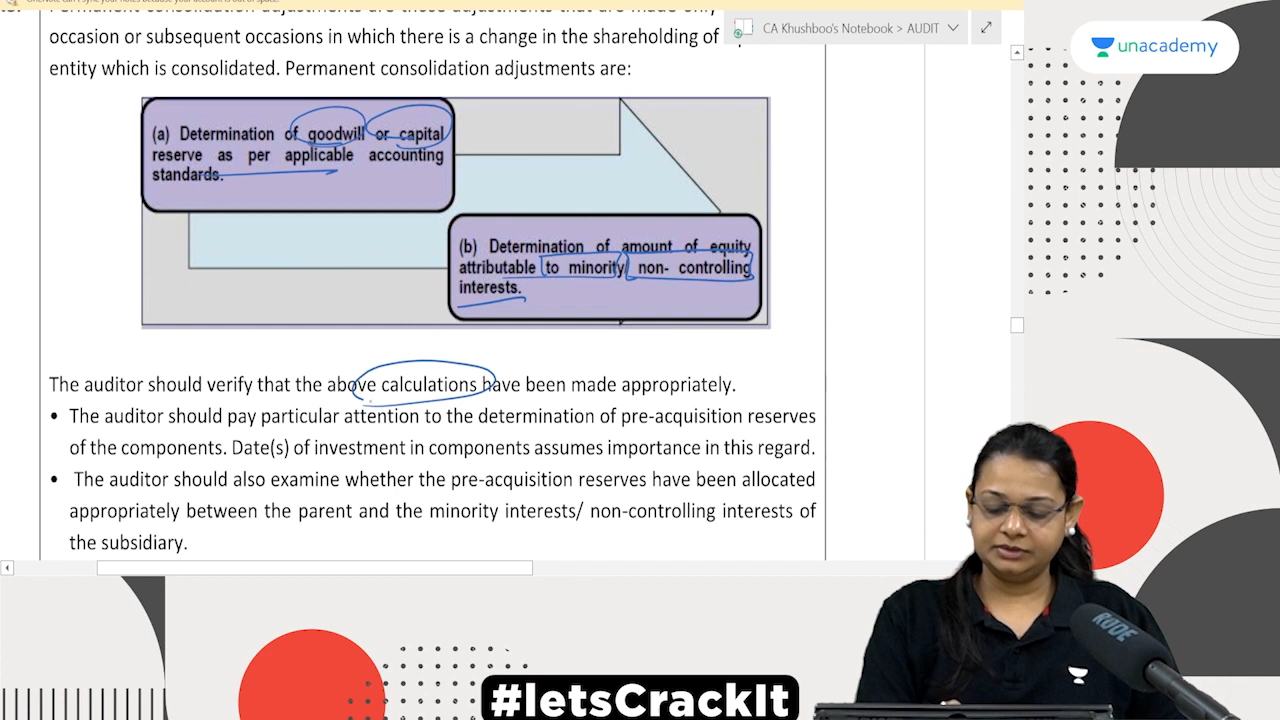 CA Khushboo's Notebook > AUDIT
unacademy
occasion or subsequent occasions in which there is a change in the shareholding of
entity which is consolidated. Permanent consolidation adjustments are:
(a) Determination of goodwill or capital
reserve as per applicable accounting
standards.
(b) Determination of amount of equity
attributable to minority/ non- controlling
interests.
The auditor should verify that the above calculations have been made appropriately.
• The auditor should pay particular attention to the determination of pre-acquisition reserves
of the components. Date(s) of investment in components assumes importance in this regard.
• The auditor should also examine whether the pre-acquisition reserves have been allocated
appropriately between the parent and the minority interests/ non-controlling interests of
the subsidiary.
RODE
#letsCrackIt